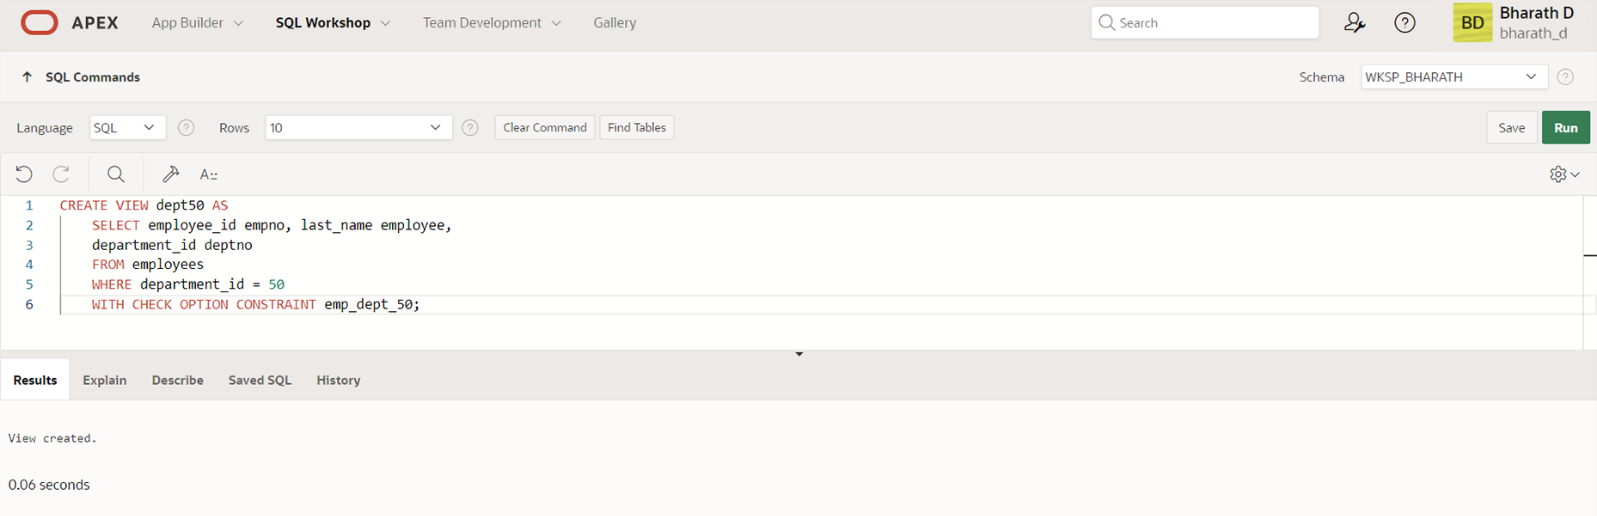 APEX App Builder SQL Workshop Team Development Gallery Search BD Bharath D
bharath_d
SQL Commands Schema WKSP_BHARATH ?
Language SQL ? Rows 10 ? Clear Command Find Tables Save Run
A::
1 CREATE VIEW dept50 AS
2 SELECT employee_id empno, last_name employee,
3 department_id deptno
4 FROM employees
5 WHERE department_id = 50
6 WITH CHECK OPTION CONSTRAINT emp_dept_50;
Results Explain Describe Saved SQL History
View created.
0.06 seconds